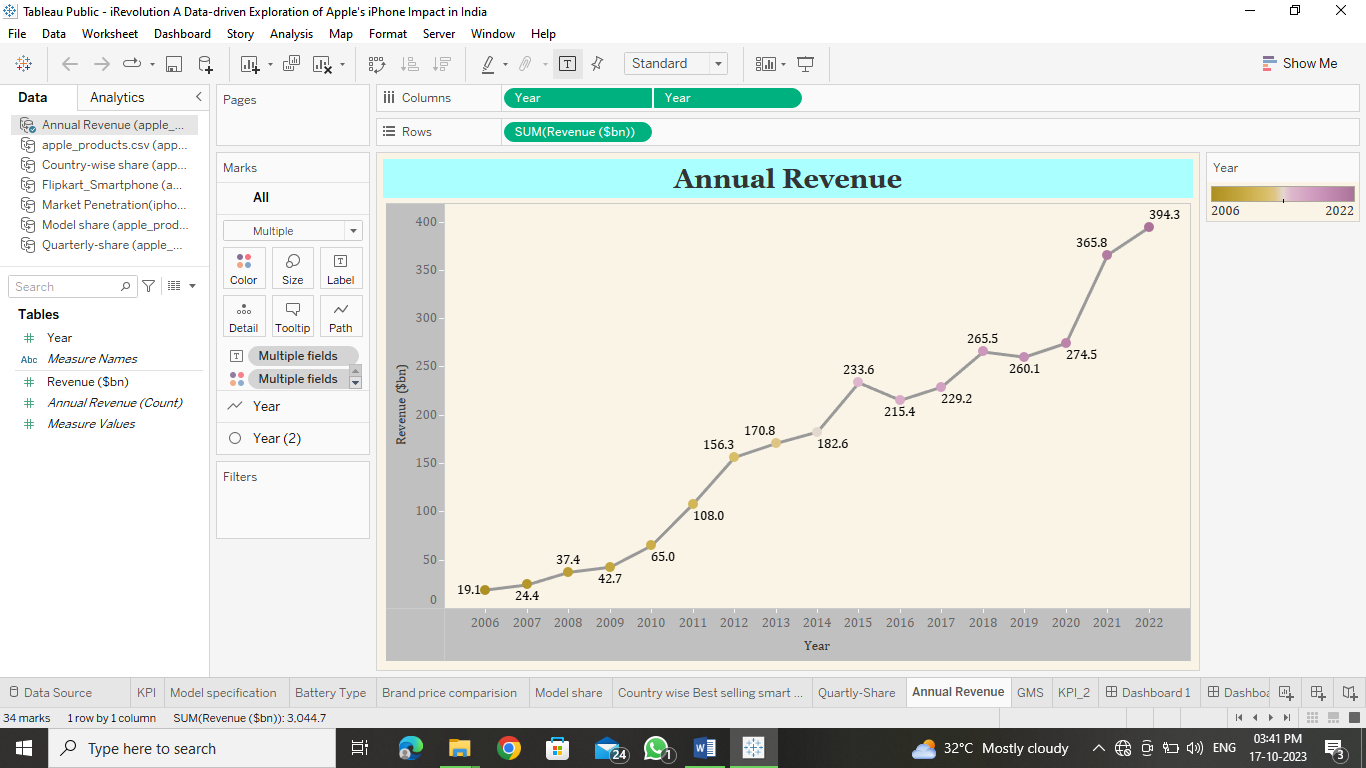 Tableau Public - iRevolution A Data-driven Exploration of Apple's iPhone Impact in India
File Data Worksheet Dashboard Story Analysis Map Format Server Window Help
Standard
Show Me
Data Analytics
Pages
Columns Year Year
Rows SUM(Revenue ($bn))
Annual Revenue (apple_...
apple_products.csv (app...
Country-wise share (app...
Flipkart_Smartphone (a...
Market Penetration(ipho...
Model share (apple_prod...
Quarterly-share (apple_...
Search
Tables
Year
Abc Measure Names
Revenue ($bn)
Annual Revenue (Count)
Measure Values
Marks
All
Multiple
Color Size Label
Detail Tooltip Path
Multiple fields
Multiple fields
Year
Year (2)
Filters
Annual Revenue
Revenue ($bn)
400
350
300
250
200
150
100
50
0
19.1
24.4
37.4
42.7
65.0
108.0
156.3
170.8
182.6
233.6
215.4
229.2
265.5
260.1
274.5
365.8
394.3
2006 2007 2008 2009 2010 2011 2012 2013 2014 2015 2016 2017 2018 2019 2020 2021 2022
Year
Year
2006 2022
Data Source KPI Model specification Battery Type Brand price comparision Model share Country wise Best selling smart ... Quartly-Share Annual Revenue GMS KPI_2 Dashboard 1 Dashboa
34 marks 1 row by 1 column SUM(Revenue ($bn)): 3,044.7
Type here to search
24
1
32°C Mostly cloudy
ENG
03:41 PM
17-10-2023
3